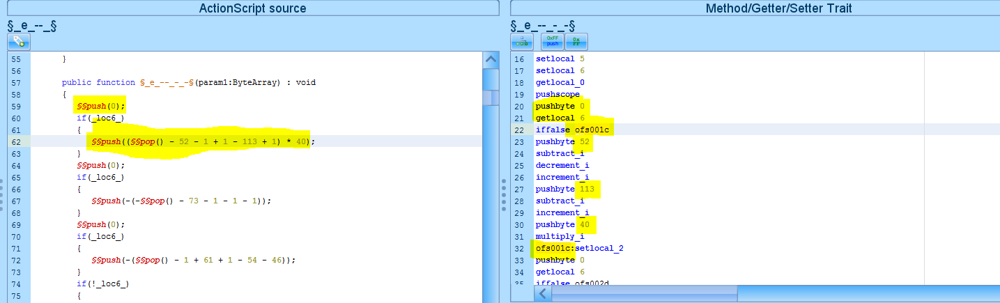 ActionScript source
§_e_--_§
55 }
56
57 public function §_e_--_-_-§(param1:ByteArray) : void
58 {
59 §§push(0);
60 if(_loc6_)
61 {
62 §§push((§§pop() - 52 - 1 + 1 - 113 + 1) * 40);
63 }
64 §§push(0);
65 if(_loc6_)
66 {
67 §§push(-(-§§pop() - 73 - 1 - 1 - 1));
68 }
69 §§push(0);
70 if(_loc6_)
71 {
72 §§push(-(§§pop() - 1 + 61 + 1 - 54 - 46));
73 }
74 if(!_loc6_)
75 {
Method/Getter/Setter Trait
§_e_--_-_-§
0xFF push
0x FF
16 setlocal 5
17 setlocal 6
18 getlocal_0
19 pushscope
20 pushbyte 0
21 getlocal 6
22 iffalse ofs001c
23 pushbyte 52
24 subtract_i
25 decrement_i
26 increment_i
27 pushbyte 113
28 subtract_i
29 increment_i
30 pushbyte 40
31 multiply_i
32 ofs001c:setlocal_2
33 pushbyte 0
34 getlocal 6
35 iffalse ofs002d